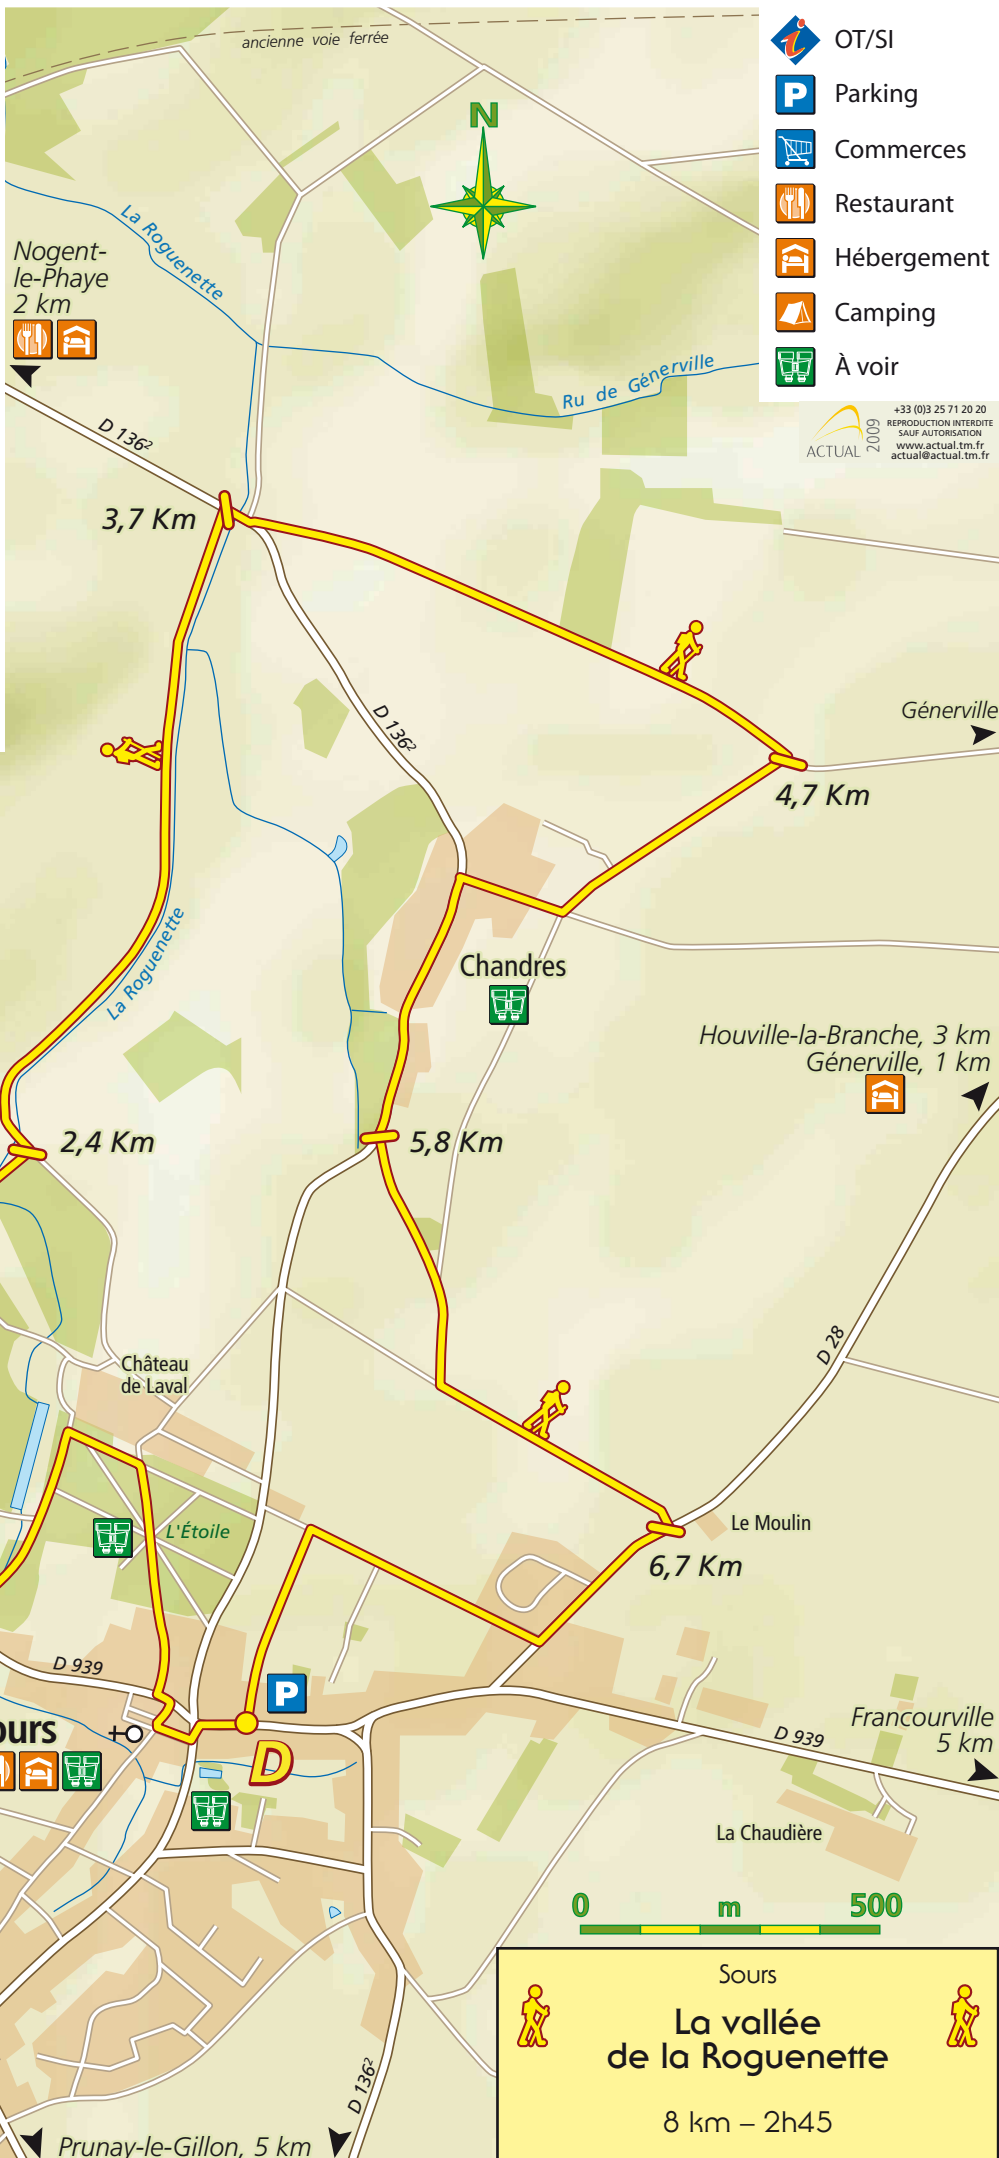 ancienne voie ferrée
OT/SI
Parking
Commerces
Restaurant
Hébergement
Camping
À voir
N
La Roguenette
Nogent-
le-Phaye
2 km
Ru de Génerville
+33 (0)3 25 71 20 20
REPRODUCTION INTERDITE
SAUF AUTORISATION
www.actual.tm.fr
actual@actual.tm.fr
ACTUAL
2009
D 136²
3,7 Km
D 136²
Génerville
4,7 Km
La Roguenette
Chandres
Houville-la-Branche, 3 km
Génerville, 1 km
2,4 Km
5,8 Km
D 28
Château
de Laval
L'Étoile
Le Moulin
6,7 Km
D 939
P
ours
D
D 939
Francourville
5 km
La Chaudière
0 m 500
Sours
La vallée
de la Roguenette
8 km – 2h45
D 136²
Prunay-le-Gillon, 5 km